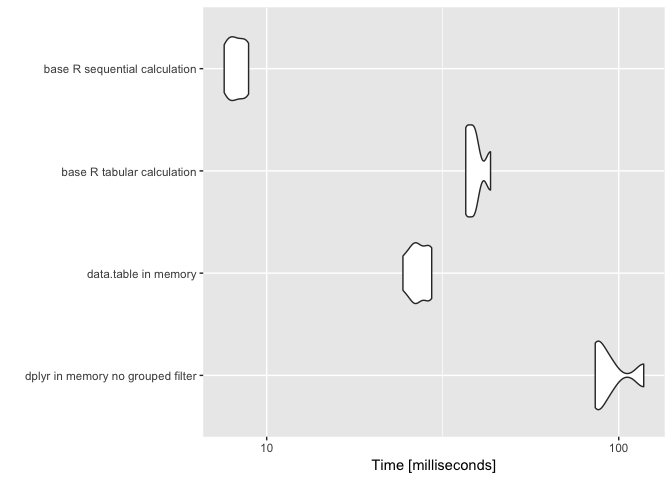 base R sequential calculation
base R tabular calculation
data.table in memory
dplyr in memory no grouped filter
10
100
Time [milliseconds]